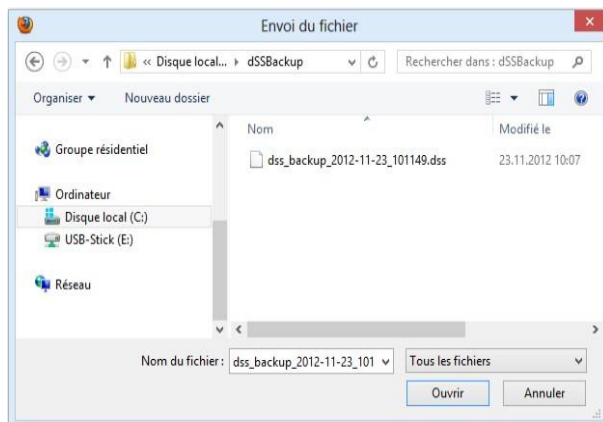 Envoi du fichier
« Disque local... dSSBackup Rechercher dans : dSSBackup
Organiser Nouveau dossier
Nom Modifié le
Groupe résidentiel
dss_backup_2012-11-23_101149.dss 23.11.2012 10:07
Ordinateur
Disque local (C:)
USB-Stick (E:)
Réseau
Nom du fichier : dss_backup_2012-11-23_101 Tous les fichiers
Ouvrir Annuler